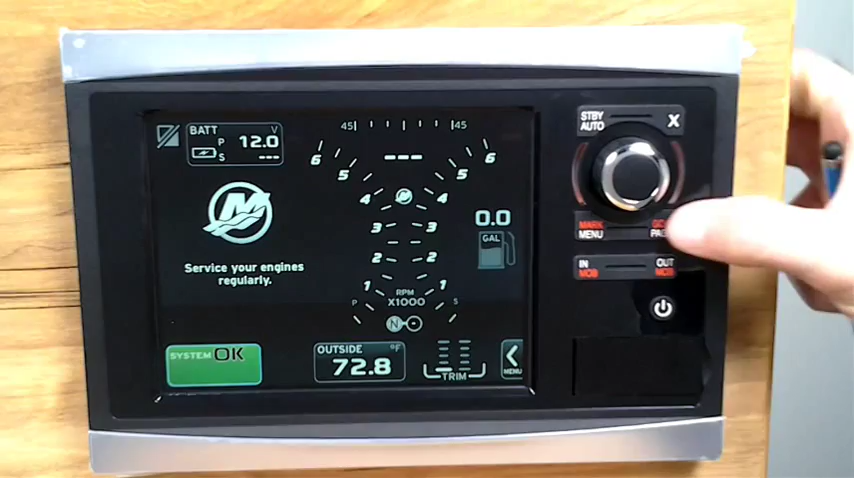 BATT
V
P 12.0
S ---
45 45
6 --- 6
5 5
4 M 4
3 3
2 2
1 1
RPM
X1000
P S
N
0.0
GAL
M
Service your engines
regularly.
SYSTEM OK
OUTSIDE °F
72.8
TRIM
MENU
STBY
AUTO
X
MARK
MENU
IN
MOB
OUT
MOB